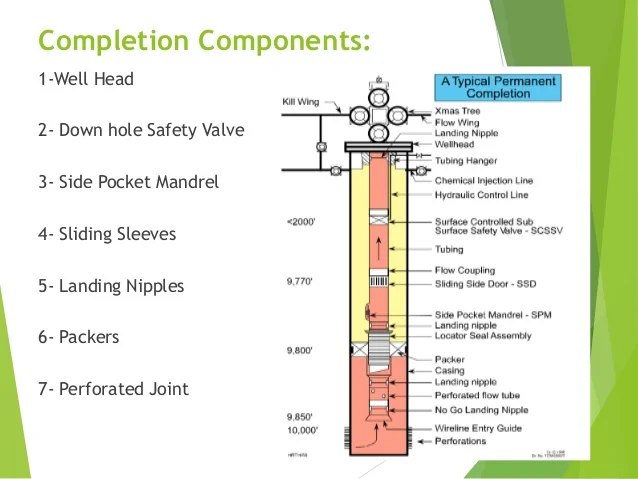 Completion Components:
1-Well Head
2- Down hole Safety Valve
3- Side Pocket Mandrel
4- Sliding Sleeves
5- Landing Nipples
6- Packers
7- Perforated Joint
A Typical Permanent
Completion
Kill Wing
Xmas Tree
Flow Wing
Landing Nipple
Wellhead
Tubing Hanger
Chemical Injection Line
Hydraulic Control Line
<2000'
Surface Controlled Sub
Surface Safety Valve - SCSSV
Tubing
Flow Coupling
9,770'
Sliding Side Door - SSD
Side Pocket Mandrel - SPM
Landing nipple
Locator Seal Assembly
9,800'
Packer
Casing
Landing nipple
Perforated flow tube
9,850'
No Go Landing Nipple
10,000'
Wireline Entry Guide
Perforations